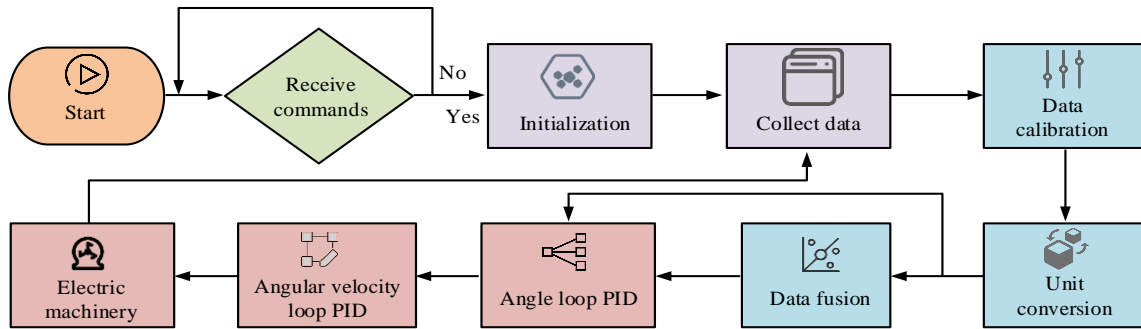 Start
Receive
commands
No
Yes
Initialization
Collect data
Data
calibration
Electric
machinery
Angular velocity
loop PID
Angle loop PID
Data fusion
Unit
conversion